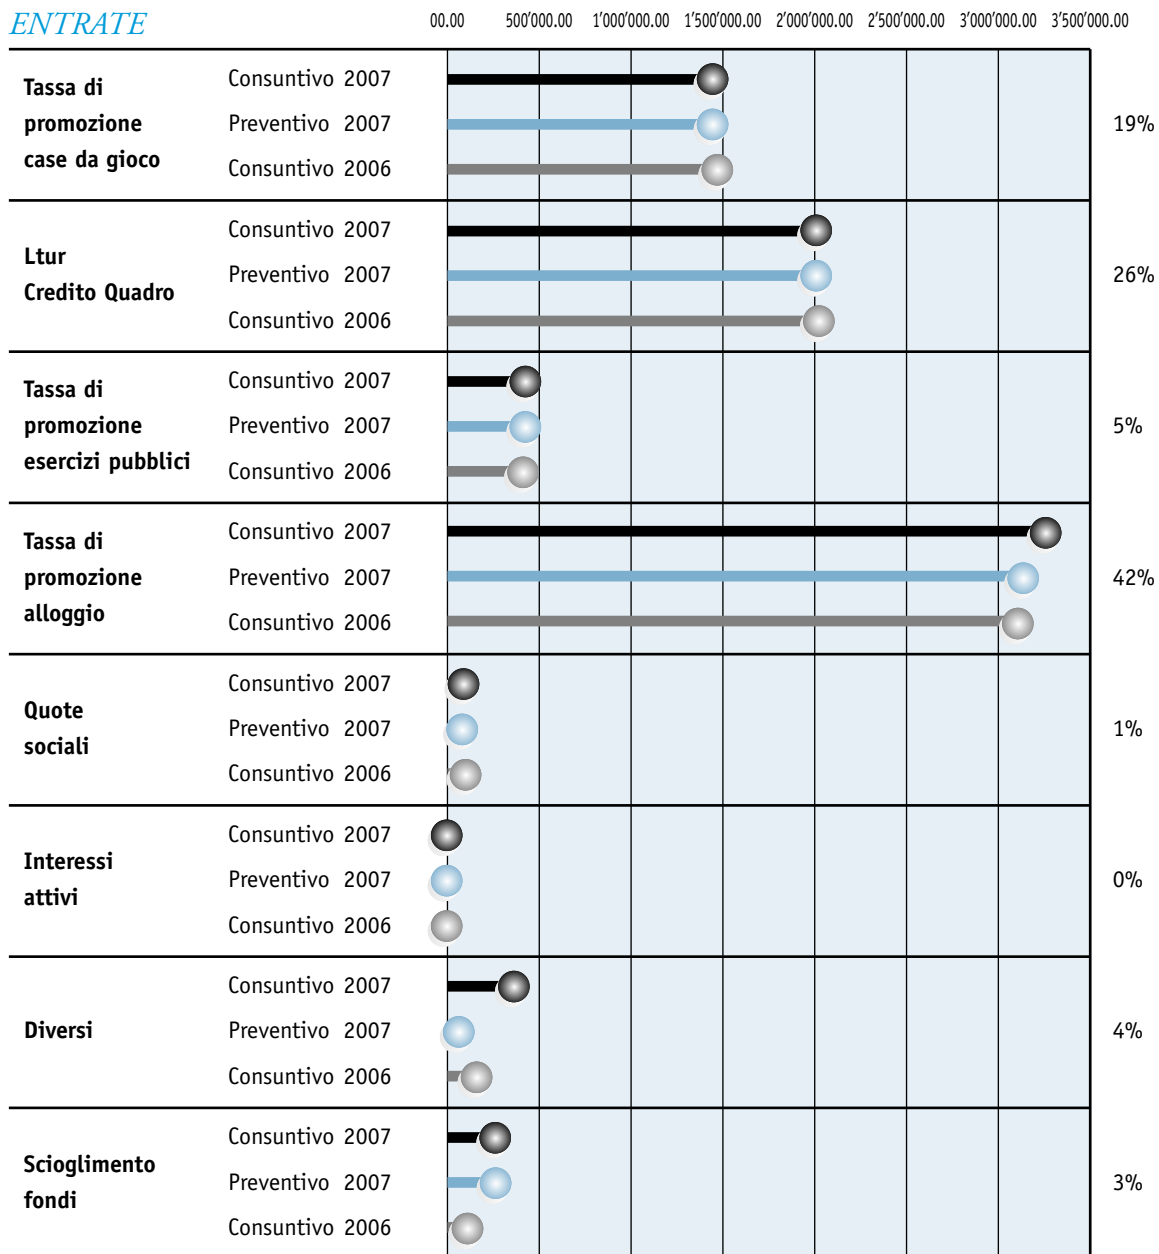 ENTRATE
00.00 500'000.00 1'000'000.00 1'500'000.00 2'000'000.00 2'500'000.00 3'000'000.00 3'500'000.00
Tassa di
promozione
case da gioco
Consuntivo 2007
Preventivo 2007
Consuntivo 2006
19%
Ltur
Credito Quadro
Consuntivo 2007
Preventivo 2007
Consuntivo 2006
26%
Tassa di
promozione
esercizi pubblici
Consuntivo 2007
Preventivo 2007
Consuntivo 2006
5%
Tassa di
promozione
alloggio
Consuntivo 2007
Preventivo 2007
Consuntivo 2006
42%
Quote
sociali
Consuntivo 2007
Preventivo 2007
Consuntivo 2006
1%
Interessi
attivi
Consuntivo 2007
Preventivo 2007
Consuntivo 2006
0%
Diversi
Consuntivo 2007
Preventivo 2007
Consuntivo 2006
4%
Scioglimento
fondi
Consuntivo 2007
Preventivo 2007
Consuntivo 2006
3%